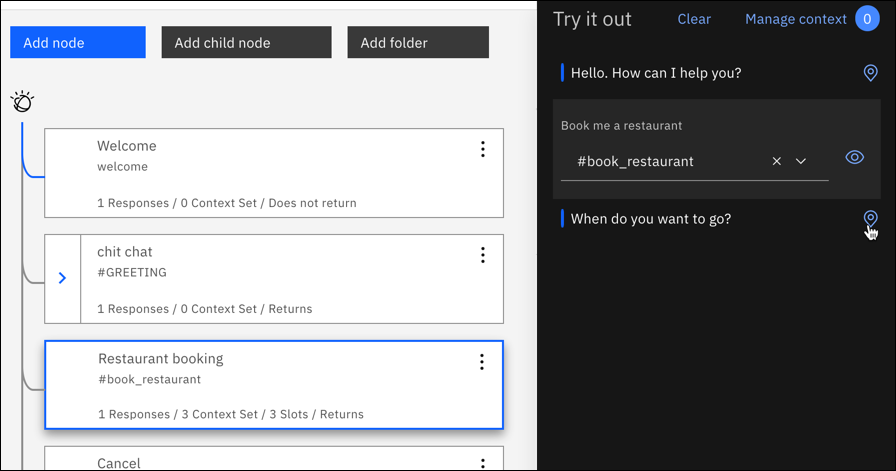 Add node
Add child node
Add folder
Welcome
welcome
1 Responses / 0 Context Set / Does not return
chit chat
#GREETING
1 Responses / 0 Context Set / Returns
Restaurant booking
#book_restaurant
1 Responses / 3 Context Set / 3 Slots / Returns
Cancel
Try it out
Clear
Manage context
0
Hello. How can I help you?
Book me a restaurant
#book_restaurant
When do you want to go?